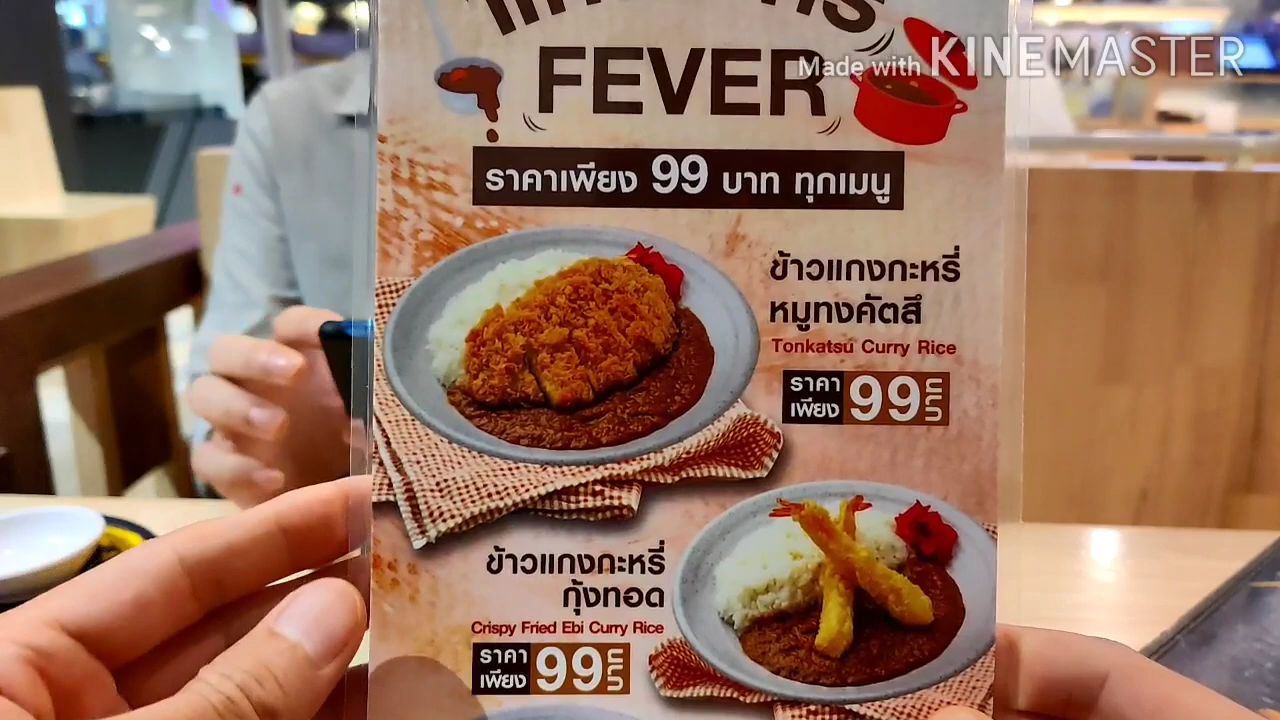 FEVER
Made with KINEMASTER
ราคาเพียง 99 บาท ทุกเมนู
ข้าวแกงกะหรี่
หมูทงคัตสึ
Tonkatsu Curry Rice
ราคา
เพียง 99 บาท
ข้าวแกงกะหรี่
กุ้งทอด
Crispy Fried Ebi Curry Rice
ราคา
เพียง 99 บาท